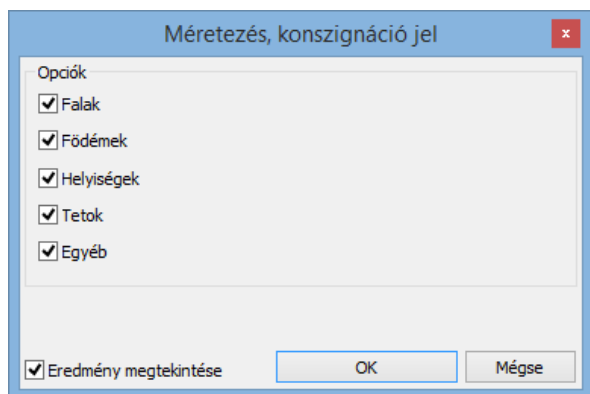 Méretezés, konszignáció jel
x
Opciók
Falak
Födémek
Helyiségek
Tetok
Egyéb
Eredmény megtekintése OK Mégse